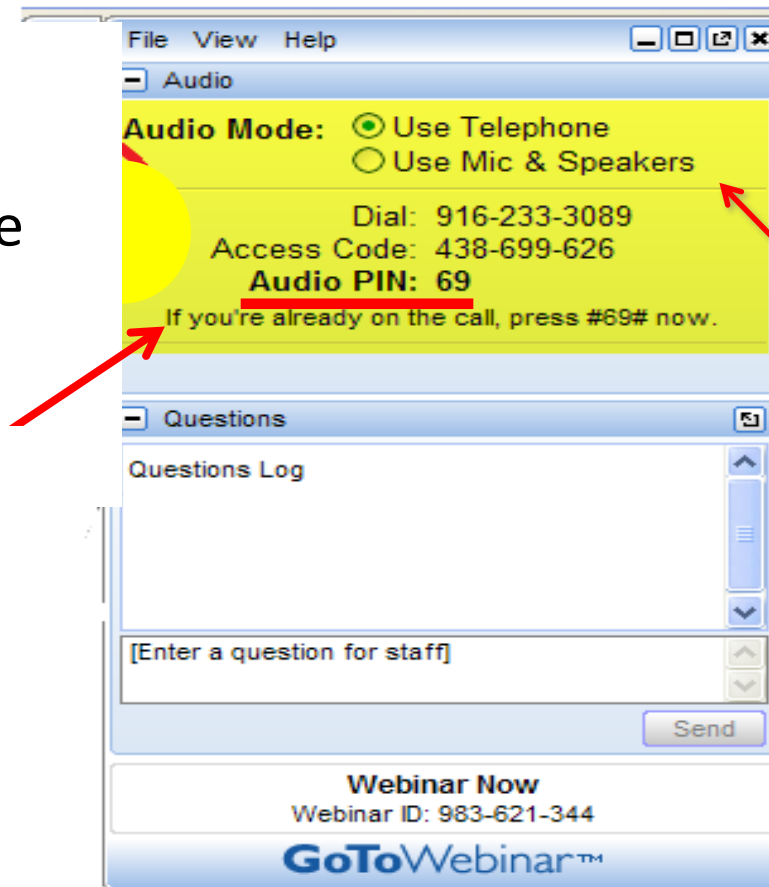 File View Help
Audio
Audio Mode: Use Telephone
Use Mic & Speakers
e
Dial: 916-233-3089
Access Code: 438-699-626
Audio PIN: 69
If you're already on the call, press #69# now.
Questions
Questions Log
[Enter a question for staff]
Send
Webinar Now
Webinar ID: 983-621-344
GoToWebinar™